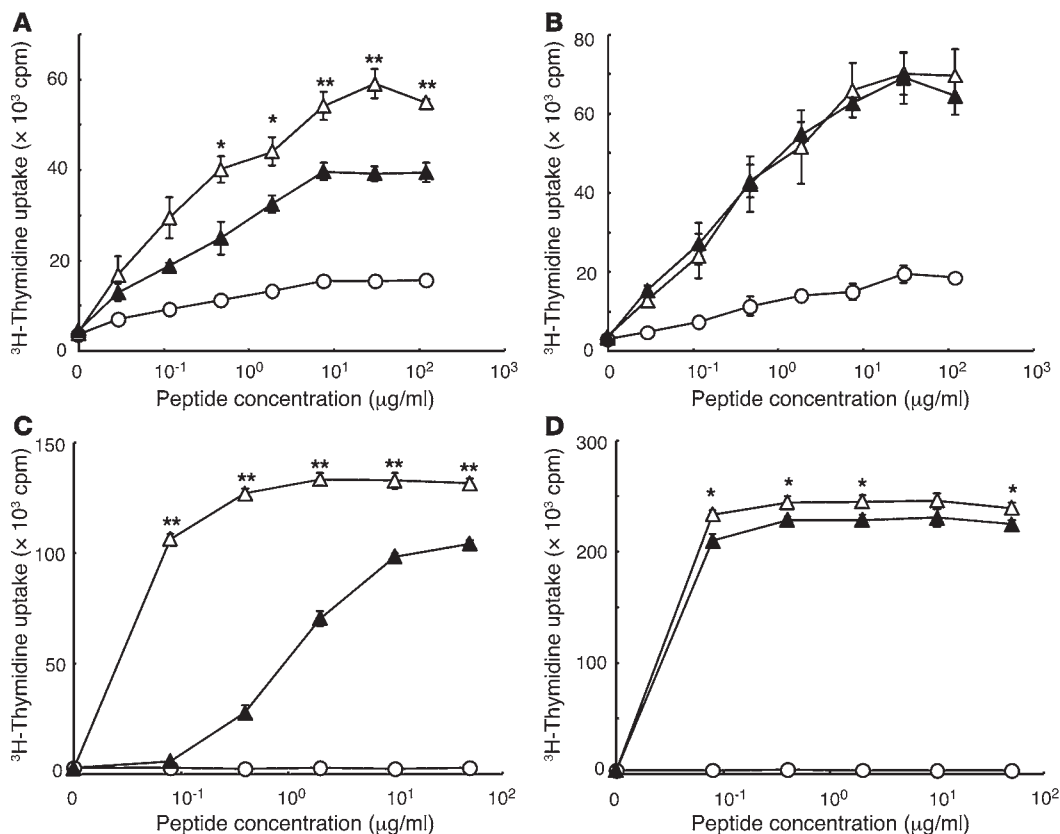 A
³H-Thymidine uptake (× 10³ cpm)
60
40
20
0
* * ** ** **
0 10⁻¹ 10⁰ 10¹ 10² 10³
Peptide concentration (μg/ml)
B
³H-Thymidine uptake (× 10³ cpm)
80
60
40
20
0
0 10⁻¹ 10⁰ 10¹ 10² 10³
Peptide concentration (μg/ml)
C
³H-Thymidine uptake (× 10³ cpm)
150
100
50
0
** ** ** ** **
0 10⁻¹ 10⁰ 10¹ 10²
Peptide concentration (μg/ml)
D
³H-Thymidine uptake (× 10³ cpm)
300
200
100
0
* * * *
0 10⁻¹ 10⁰ 10¹ 10²
Peptide concentration (μg/ml)